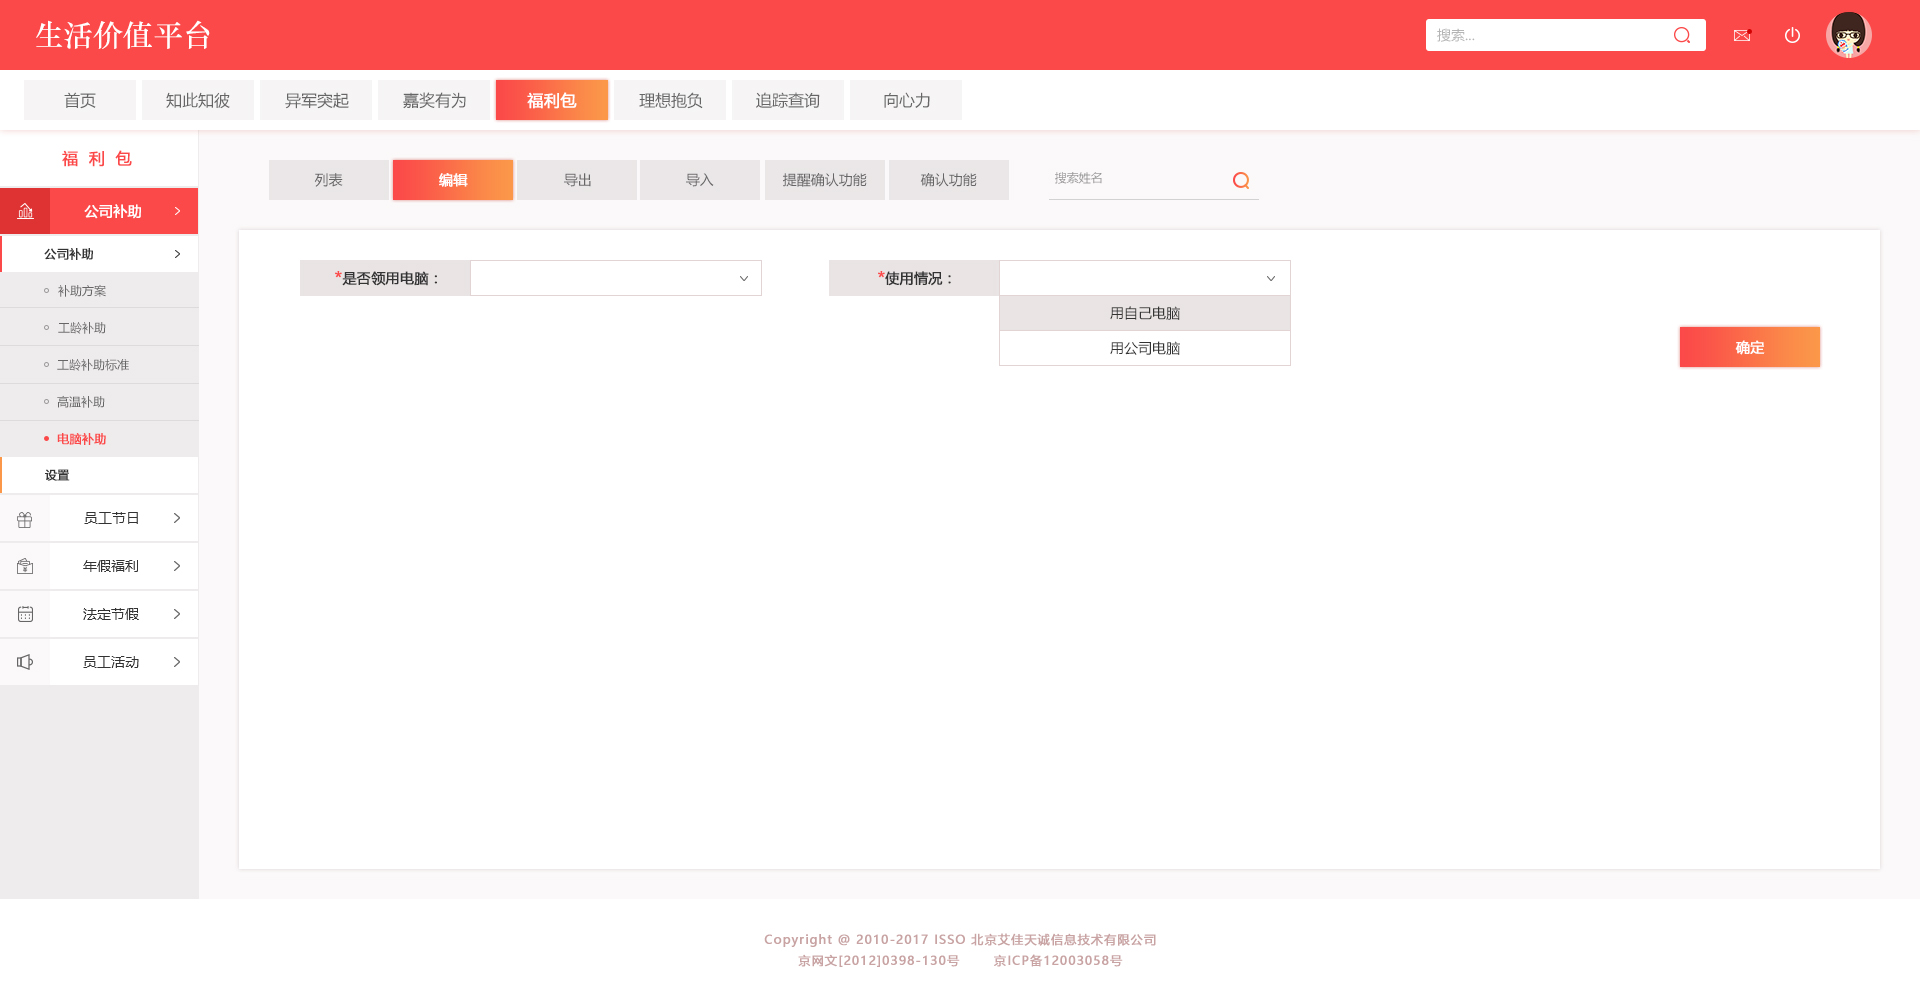 生活价值平台
搜索...
首页 知此知彼 异军突起 嘉奖有为 福利包 理想抱负 追踪查询 向心力
福利包
列表 编辑 导出 导入 提醒确认功能 确认功能 搜索姓名
公司补助
公司补助
补助方案
工龄补助
工龄补助标准
高温补助
电脑补助
设置
员工节日
年假福利
法定节假
员工活动
*是否领用电脑： *使用情况：
用自己电脑
用公司电脑
确定
Copyright @ 2010-2017 ISSO 北京艾佳天诚信息技术有限公司
京网文[2012]0398-130号 京ICP备12003058号